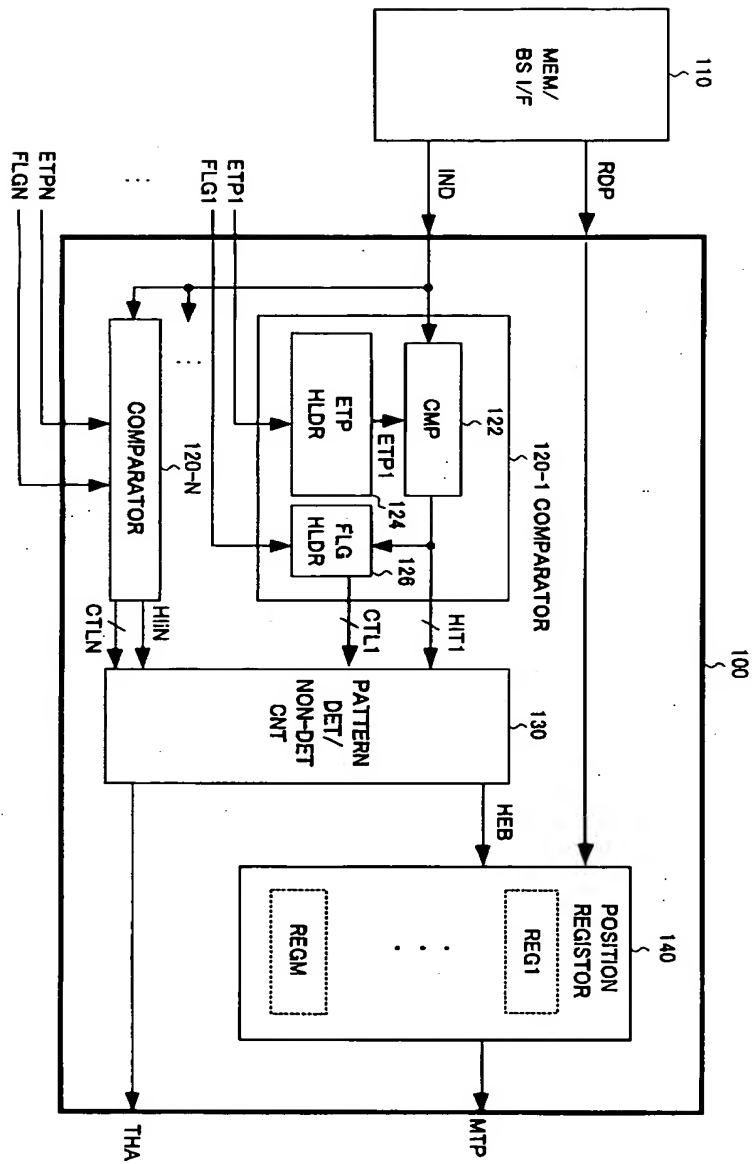 110
MEM/
BS I/F
RDP
IND
ETP1
FLG1
⋮
ETPN
FLGN
100
120-1 COMPARATOR
CMP
122
ETP1
ETP
HLDR
124
FLG
HLDR
126
HIT1
CTL1
...
COMPARATOR
120-N
HIiN
CTLN
PATTERN
DET/
NON-DET
CNT
130
HEB
POSITION
REGISTOR
140
REG1
...
REGM
MTP
THA